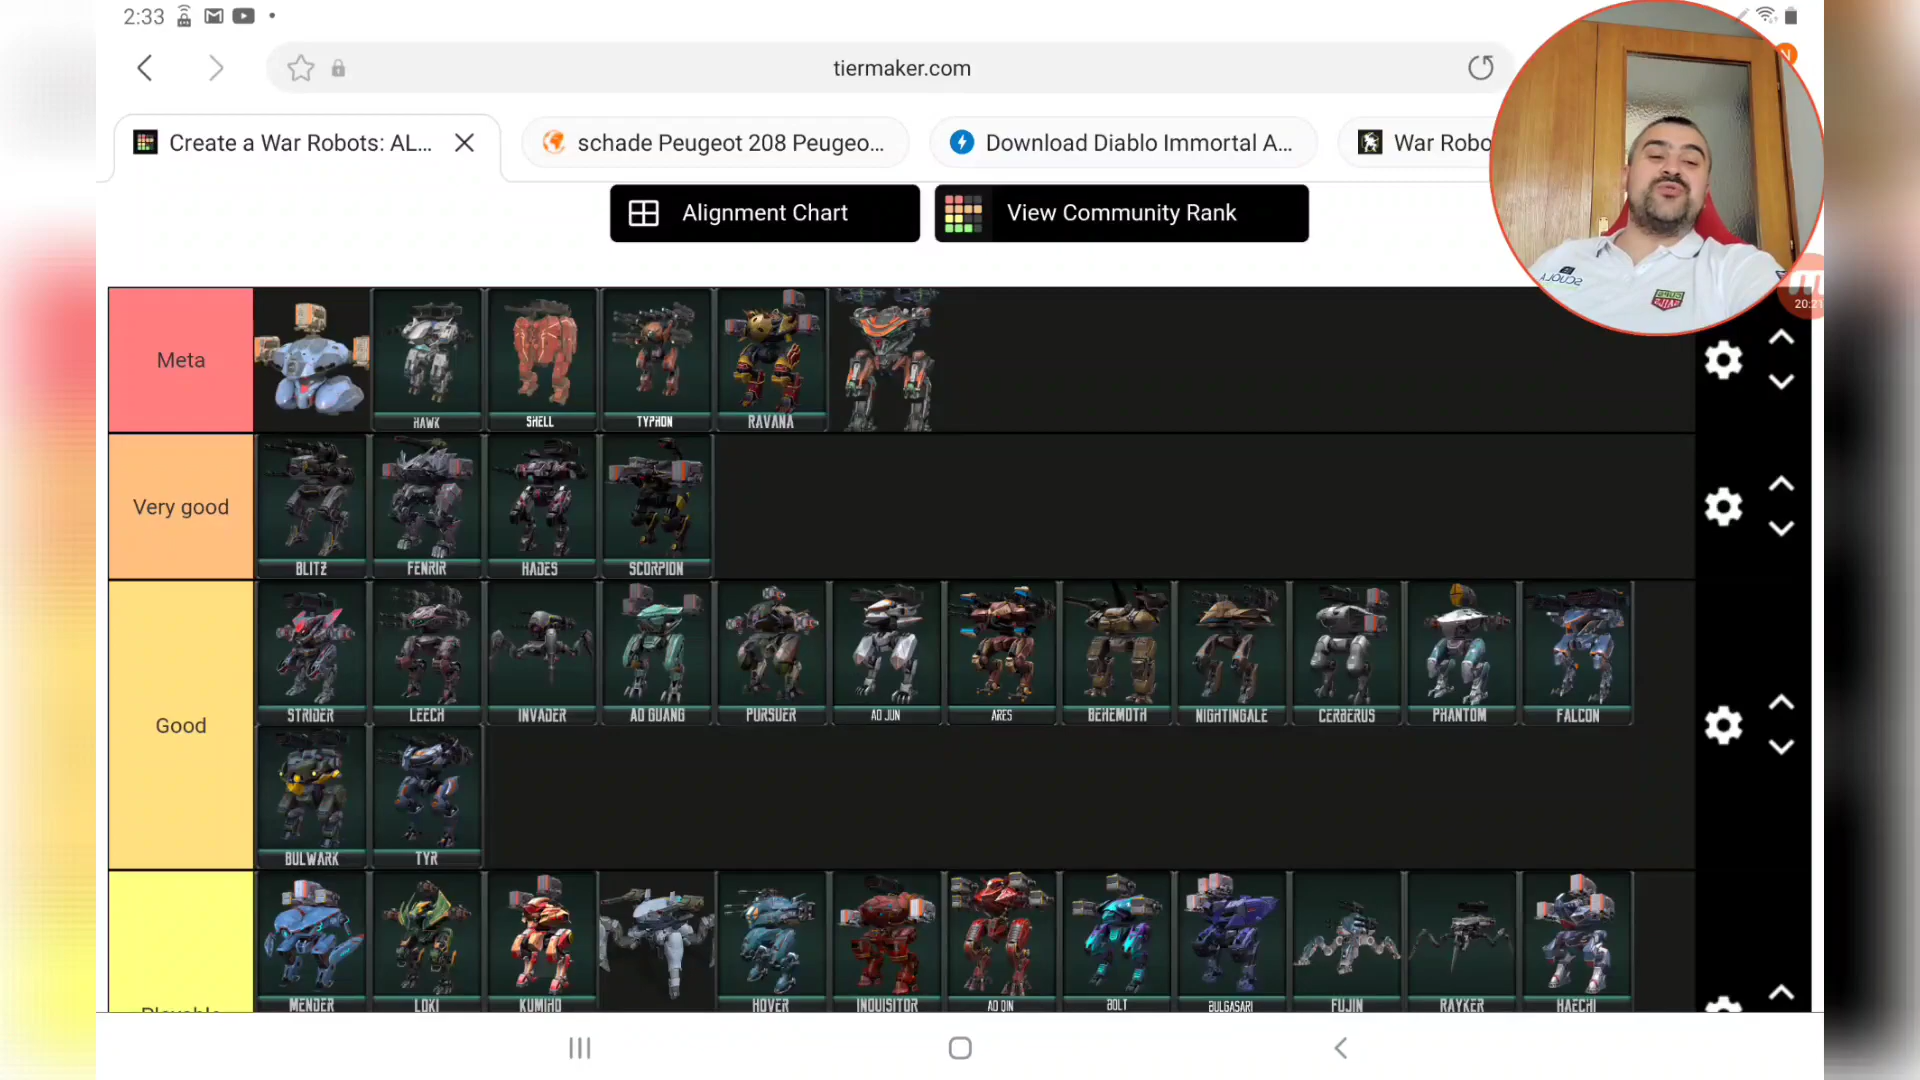 2:33
tiermaker.com
N
Create a War Robots: AL...
schade Peugeot 208 Peugeo...
Download Diablo Immortal A...
War Robo
Alignment Chart
View Community Rank
20:21
Meta
HAWK
SHELL
TYPHON
RAVANA
Very good
BLITZ
FENRIR
HADES
SCORPION
Good
STRIDER
LEECH
INVADER
AO GUANG
PURSUER
AO JUN
ARES
BEHEMOTH
NIGHTINGALE
CERBERUS
PHANTOM
FALCON
BULWARK
TYR
MENDER
LOKI
KUMIHO
HOVER
INQUISITOR
AO QIN
BOLT
BULGASARI
FUJIN
RAYKER
HAECHI